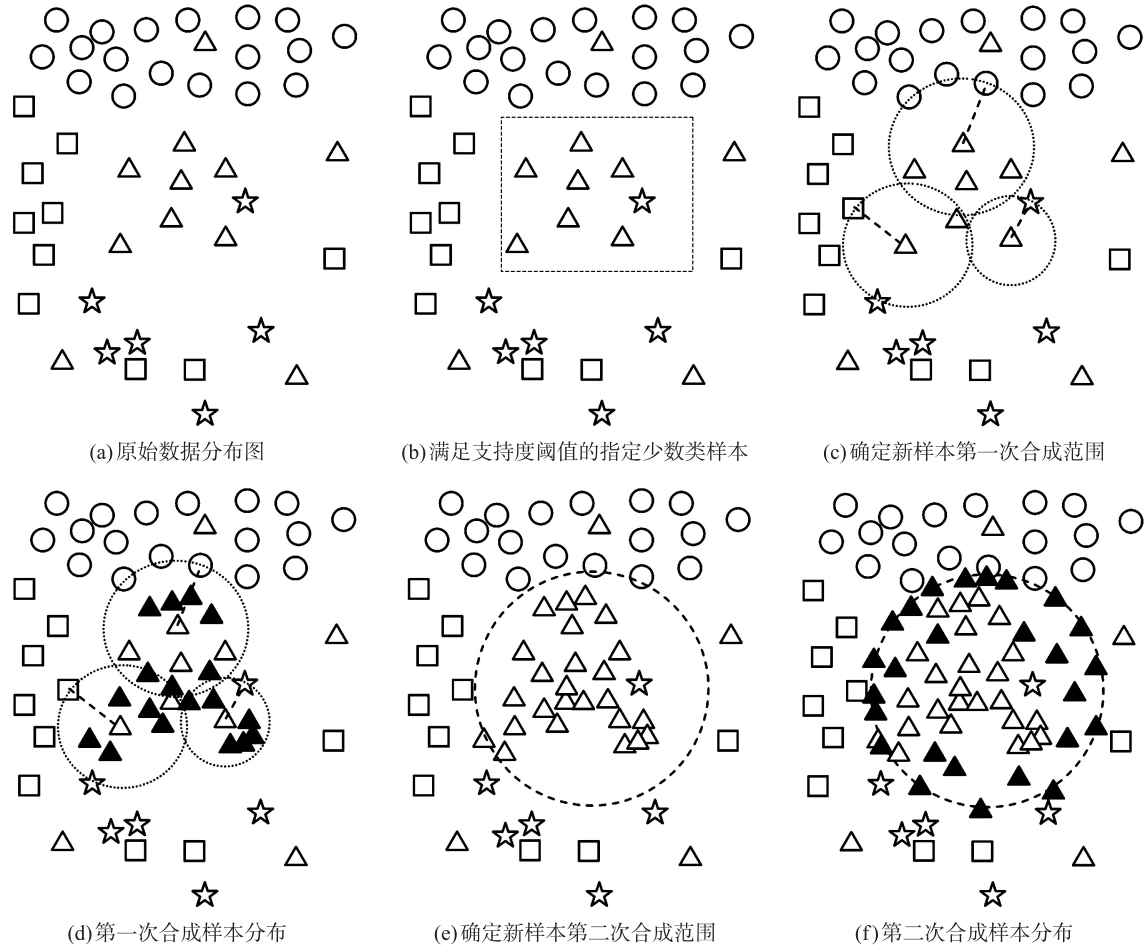 (a)原始数据分布图
(b)满足支持度阈值的指定少数类样本
(c)确定新样本第一次合成范围
(d)第一次合成样本分布
(e)确定新样本第二次合成范围
(f)第二次合成样本分布